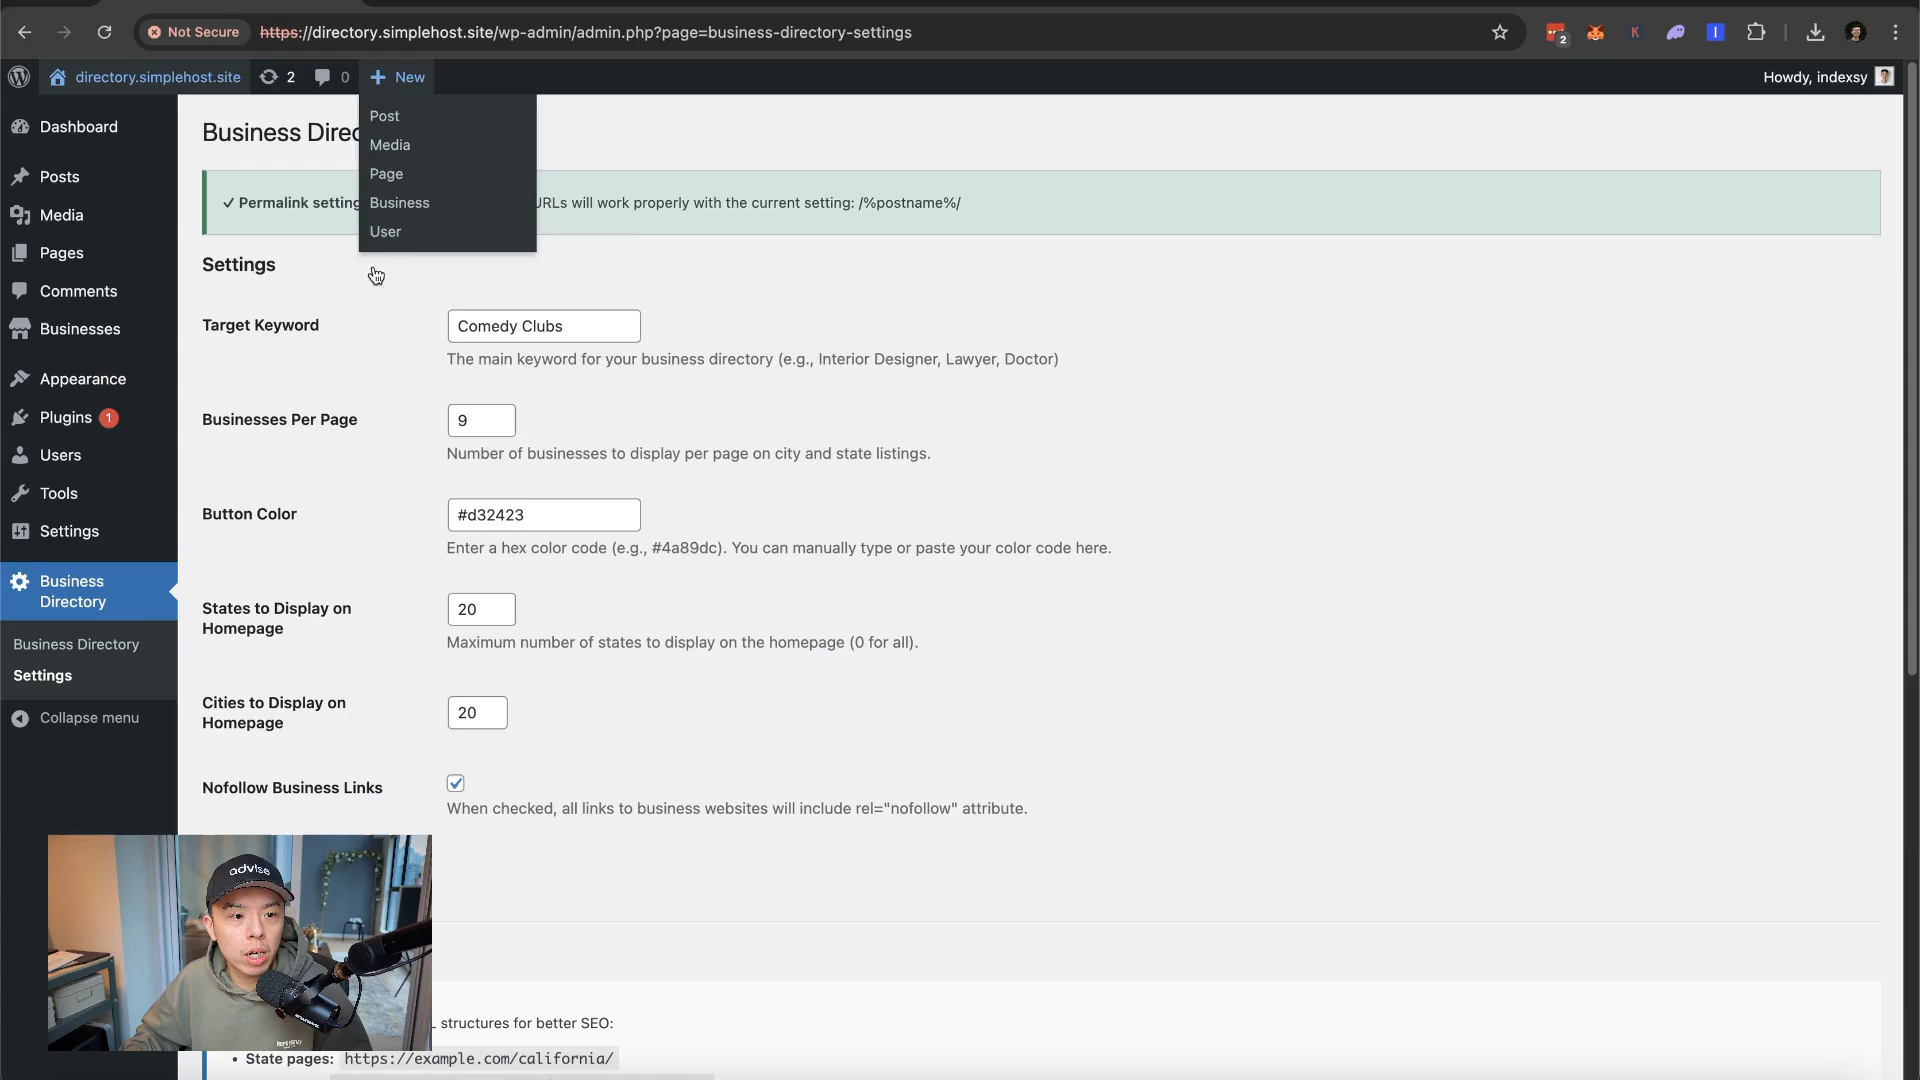 Not Secure
https://directory.simplehost.site/wp-admin/admin.php?page=business-directory-settings
2
K
directory.simplehost.site
2
0
New
Howdy, indexsy
Post
Media
Page
Business
User
Dashboard
Posts
Media
Pages
Comments
Businesses
Appearance
Plugins 1
Users
Tools
Settings
Business
Directory
Business Directory
Settings
Collapse menu
Business Direc
✓ Permalink setting
URLs will work properly with the current setting: /%postname%/
Settings
Target Keyword
Comedy Clubs
The main keyword for your business directory (e.g., Interior Designer, Lawyer, Doctor)
Businesses Per Page
9
Number of businesses to display per page on city and state listings.
Button Color
#d32423
Enter a hex color code (e.g., #4a89dc). You can manually type or paste your color code here.
States to Display on
Homepage
20
Maximum number of states to display on the homepage (0 for all).
Cities to Display on
Homepage
20
Nofollow Business Links
When checked, all links to business websites will include rel="nofollow" attribute.
advise
structures for better SEO:
• State pages: https://example.com/california/